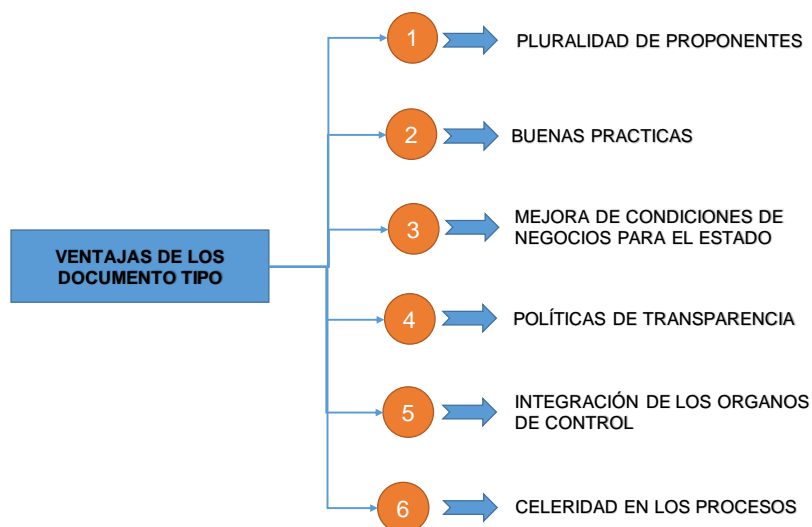 1
PLURALIDAD DE PROPONENTES
2
BUENAS PRACTICAS
3
MEJORA DE CONDICIONES DE
NEGOCIOS PARA EL ESTADO
VENTAJAS DE LOS
DOCUMENTO TIPO
4
POLÍTICAS DE TRANSPARENCIA
5
INTEGRACIÓN DE LOS ORGANOS
DE CONTROL
6
CELERIDAD EN LOS PROCESOS